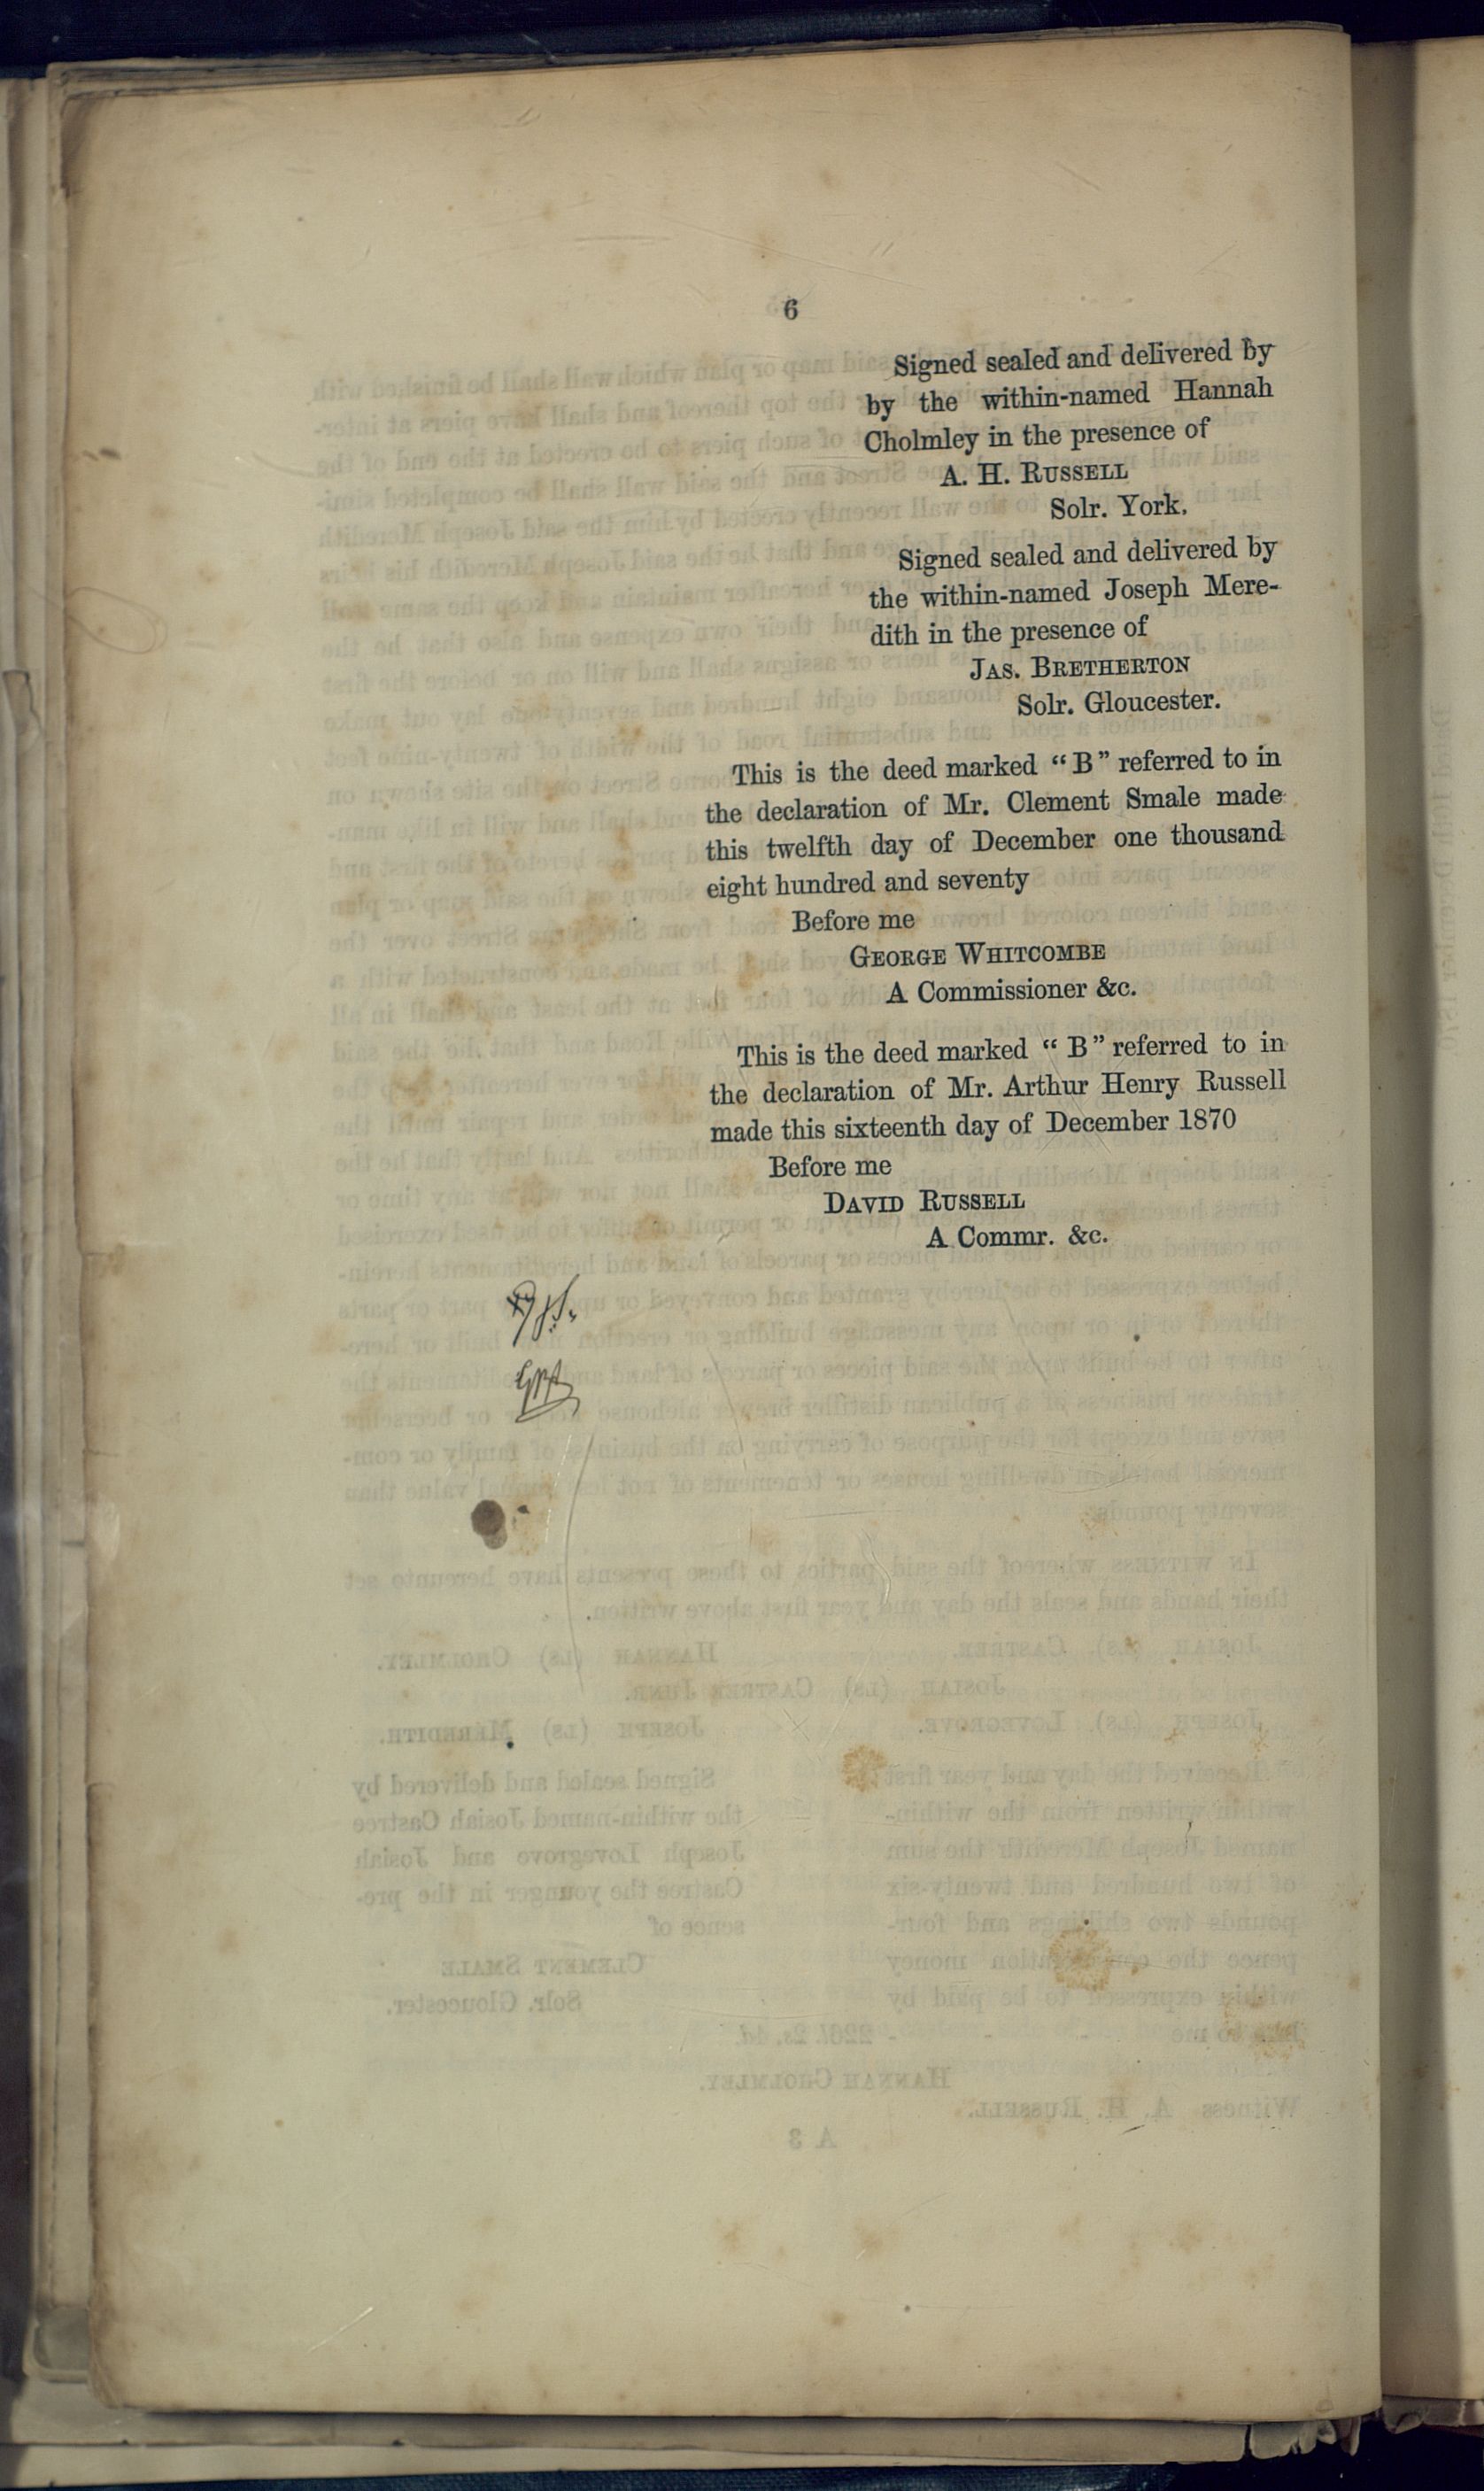 6
Signed sealed and delivered by
by the within-named Hannah
Cholmley in the presence of
A. H. RUSSELL
Solr. York.
Signed sealed and delivered by
the within-named Joseph Mere-
dith in the presence of
JAS. BRETHERTON
Solr. Gloucester.
This is the deed marked “B” referred to in
the declaration of Mr. Clement Smale made
this twelfth day of December one thousand
eight hundred and seventy
Before me
GEORGE WHITCOMBE
A Commissioner &c.
This is the deed marked “B” referred to in
the declaration of Mr. Arthur Henry Russell
made this sixteenth day of December 1870
Before me
DAVID RUSSELL
A Commr. &c.